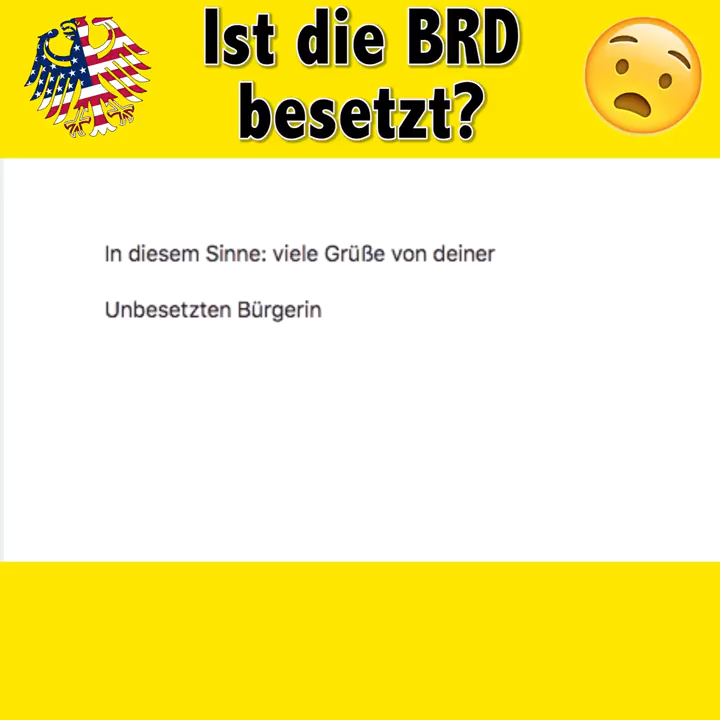 Ist die BRD
besetzt?
In diesem Sinne: viele Grüße von deiner
Unbesetzten Bürgerin